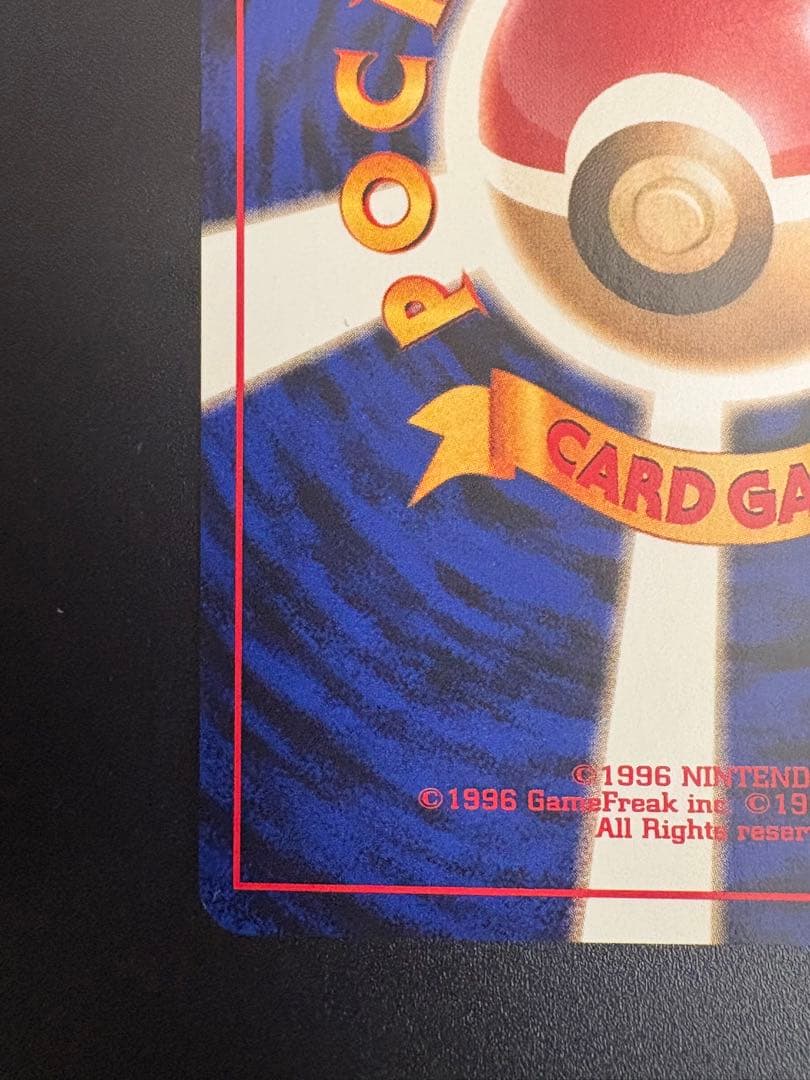 POC
CARD GA
©1996 NINTEND
©1996 GameFreak inc. ©19
All Rights reser